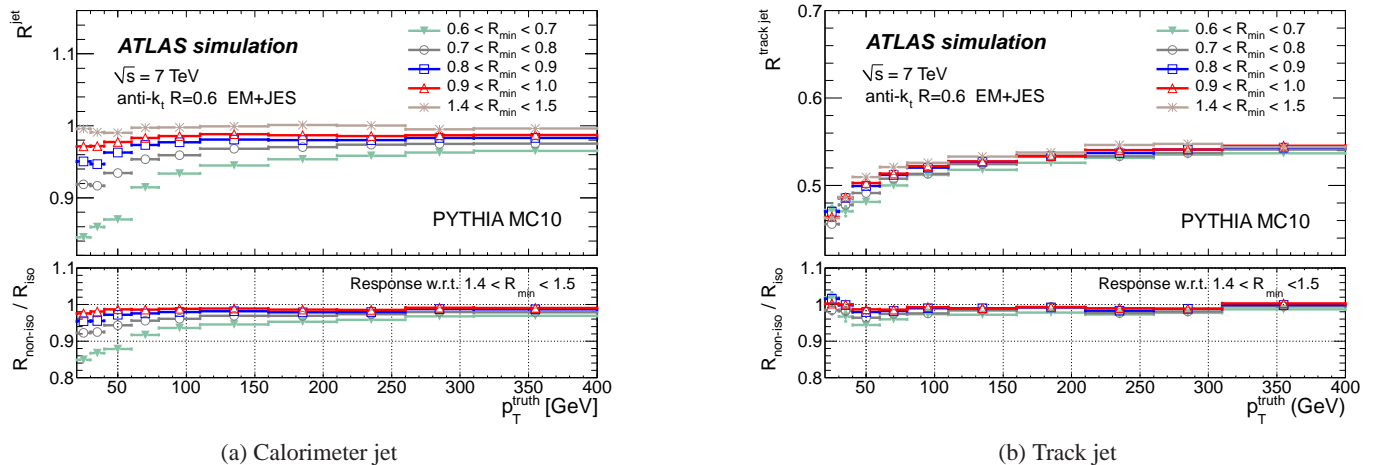 R^jet
1.1
1
0.9
ATLAS simulation
√s = 7 TeV
anti-k_t R=0.6 EM+JES
0.6 < R_min < 0.7
0.7 < R_min < 0.8
0.8 < R_min < 0.9
0.9 < R_min < 1.0
1.4 < R_min < 1.5
PYTHIA MC10
R_non-iso / R_iso
1.1
1
0.9
0.8
Response w.r.t. 1.4 < R_min < 1.5
50 100 150 200 250 300 350 400
p_T^truth [GeV]
(a) Calorimeter jet
R^track jet
0.7
0.6
0.5
ATLAS simulation
√s = 7 TeV
anti-k_t R=0.6 EM+JES
0.6 < R_min < 0.7
0.7 < R_min < 0.8
0.8 < R_min < 0.9
0.9 < R_min < 1.0
1.4 < R_min < 1.5
PYTHIA MC10
R_non-iso / R_iso
1.1
1
0.9
0.8
Response w.r.t. 1.4 < R_min <1.5
50 100 150 200 250 300 350 400
p_T^truth (GeV)
(b) Track jet